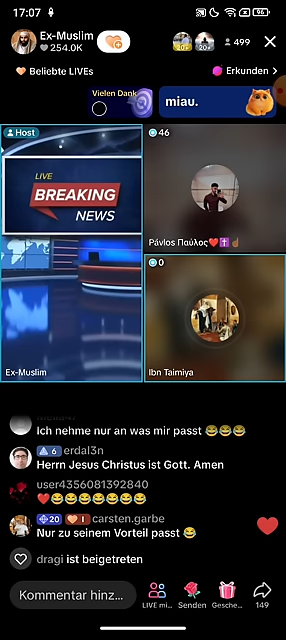 17:07
96
Ex-Muslim
254.0K
20+
20+
499
Beliebte LIVEs
Erkunden >
Vielen Dank
miau.
Host
46
LIVE
BREAKING
NEWS
Pávlos Παύλος❤️✝️☝🏾
0
Ex-Muslim
Ibn Taimiya
Ich nehme nur an was mir passt 😂😂😂
6 erdal3n
Herrn Jesus Christus ist Gott. Amen
user4356081392840
❤️😂😂😂😂😂😂😂
20 I carsten.garbe
Nur zu seinem Vorteil passt 😂
dragi ist beigetreten
Kommentar hinz...
LIVE mi...
Senden
Gesche...
149